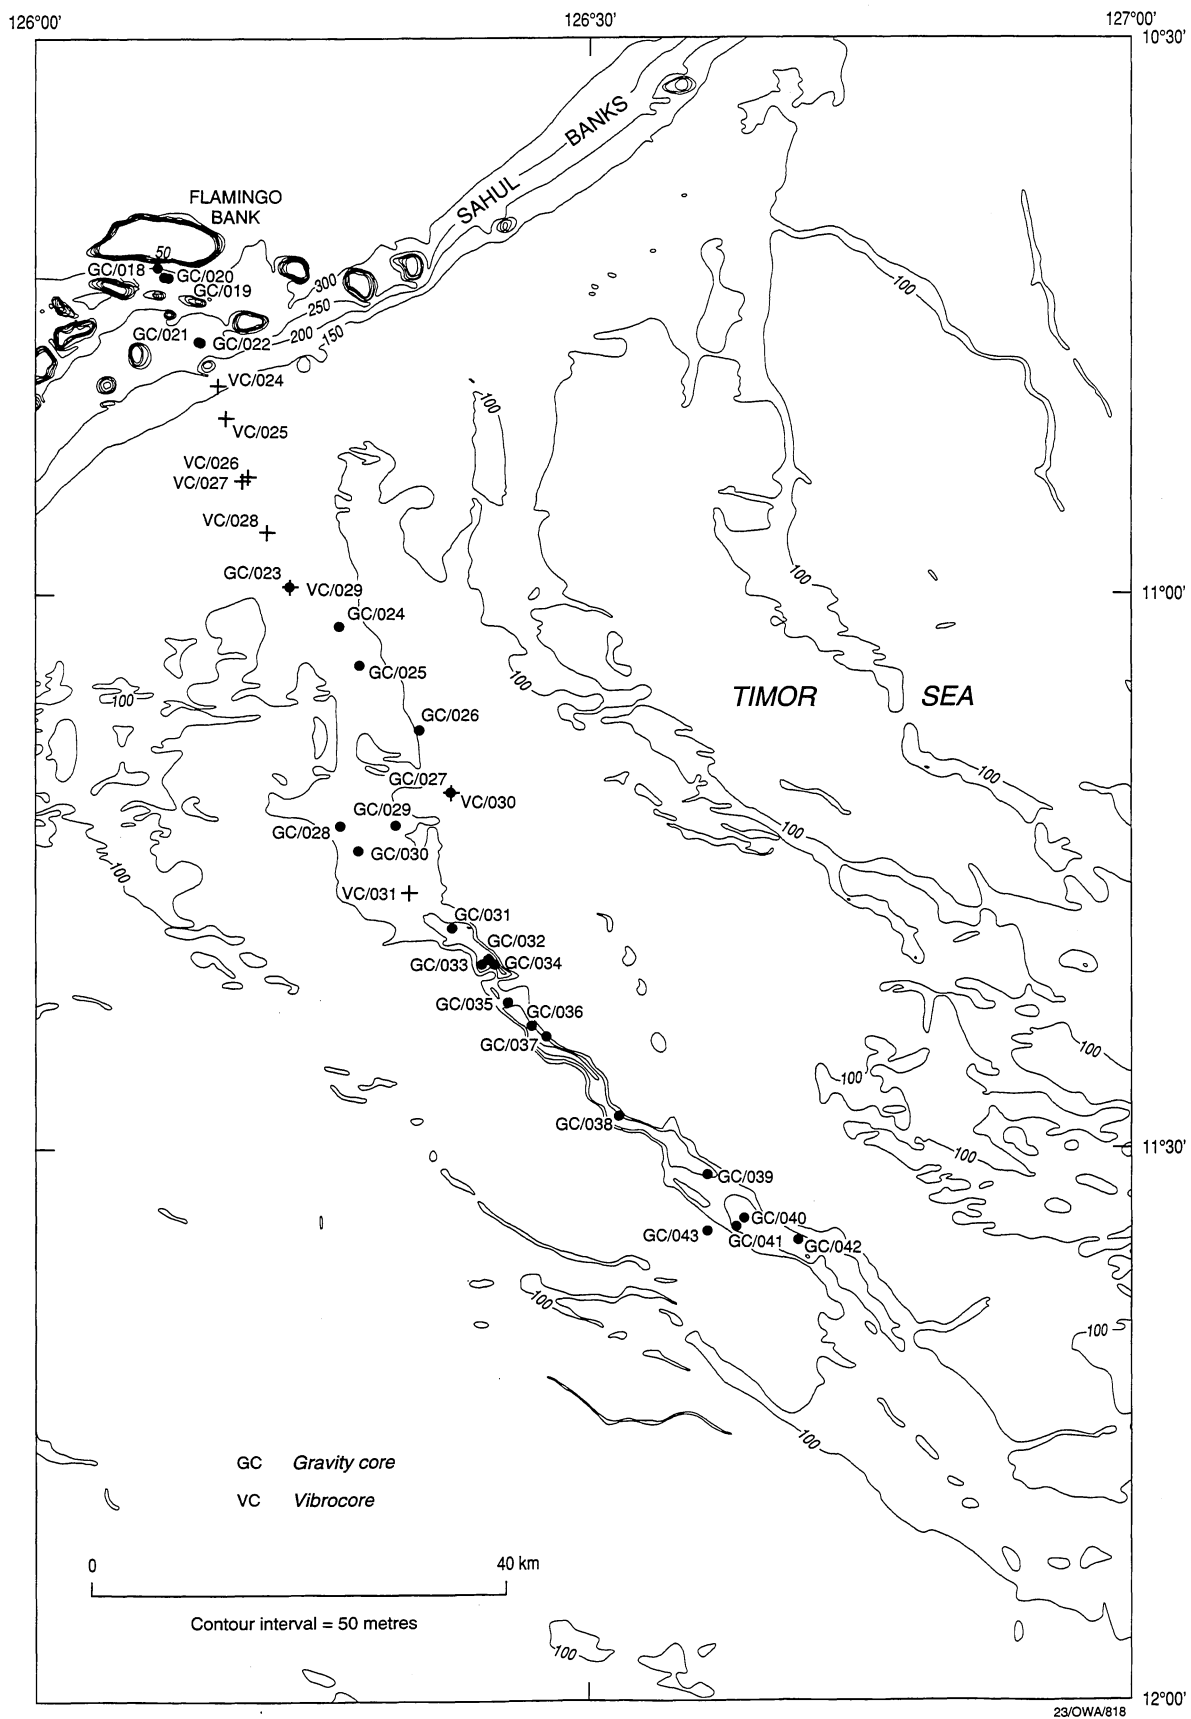 126°00'
126°30'
127°00'
10°30'
BANKS
SAHUL
FLAMINGO
BANK
50
GC/018
GC/020
GC/019
300
250
200
150
100
GC/021
GC/022
VC/024
VC/025
100
VC/026
VC/027
VC/028
100
GC/023
VC/029
11°00'
GC/024
GC/025
100
100
TIMOR SEA
GC/026
100
GC/027
VC/030
GC/029
GC/028
100
GC/030
100
VC/031
GC/031
GC/032
GC/033
GC/034
GC/035
GC/036
GC/037
100
100
GC/038
11°30'
100
GC/039
GC/040
GC/043
GC/041
GC/042
100
100
100
GC Gravity core
VC Vibrocore
0
40 km
Contour interval = 50 metres
100
12°00'
23/OWA/818